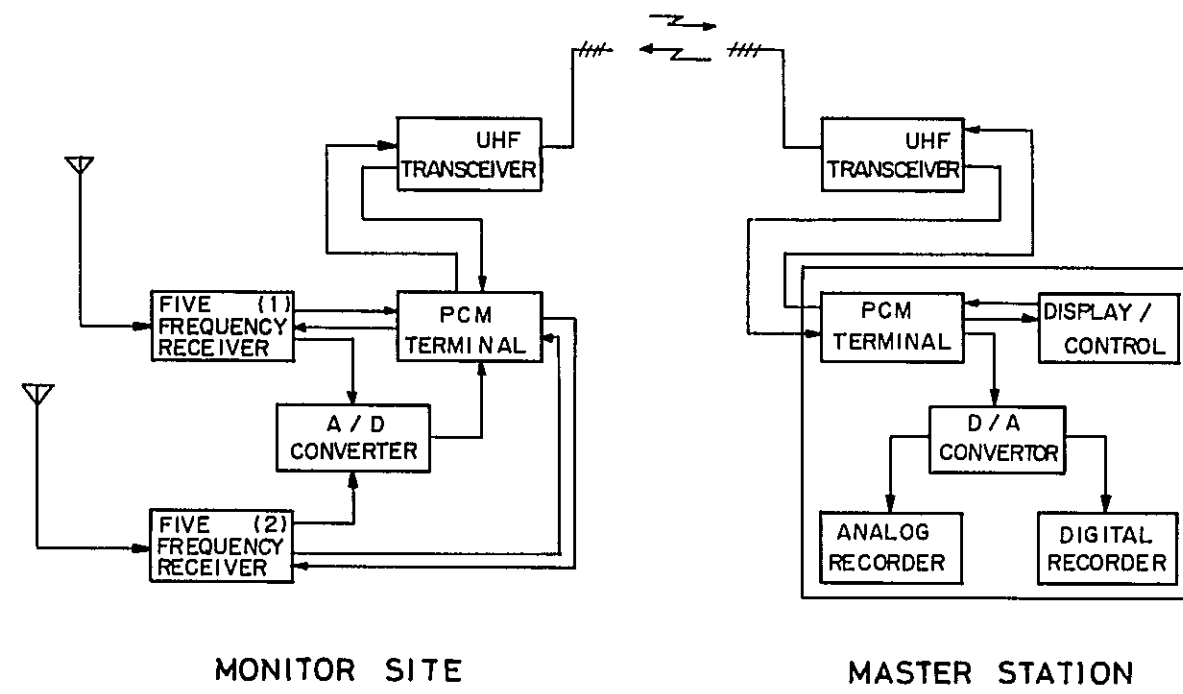 UHF
TRANSCEIVER
UHF
TRANSCEIVER
FIVE (1)
FREQUENCY
RECEIVER
PCM
TERMINAL
PCM
TERMINAL
DISPLAY /
CONTROL
A / D
CONVERTER
D / A
CONVERTOR
FIVE (2)
FREQUENCY
RECEIVER
ANALOG
RECORDER
DIGITAL
RECORDER
MONITOR SITE
MASTER STATION